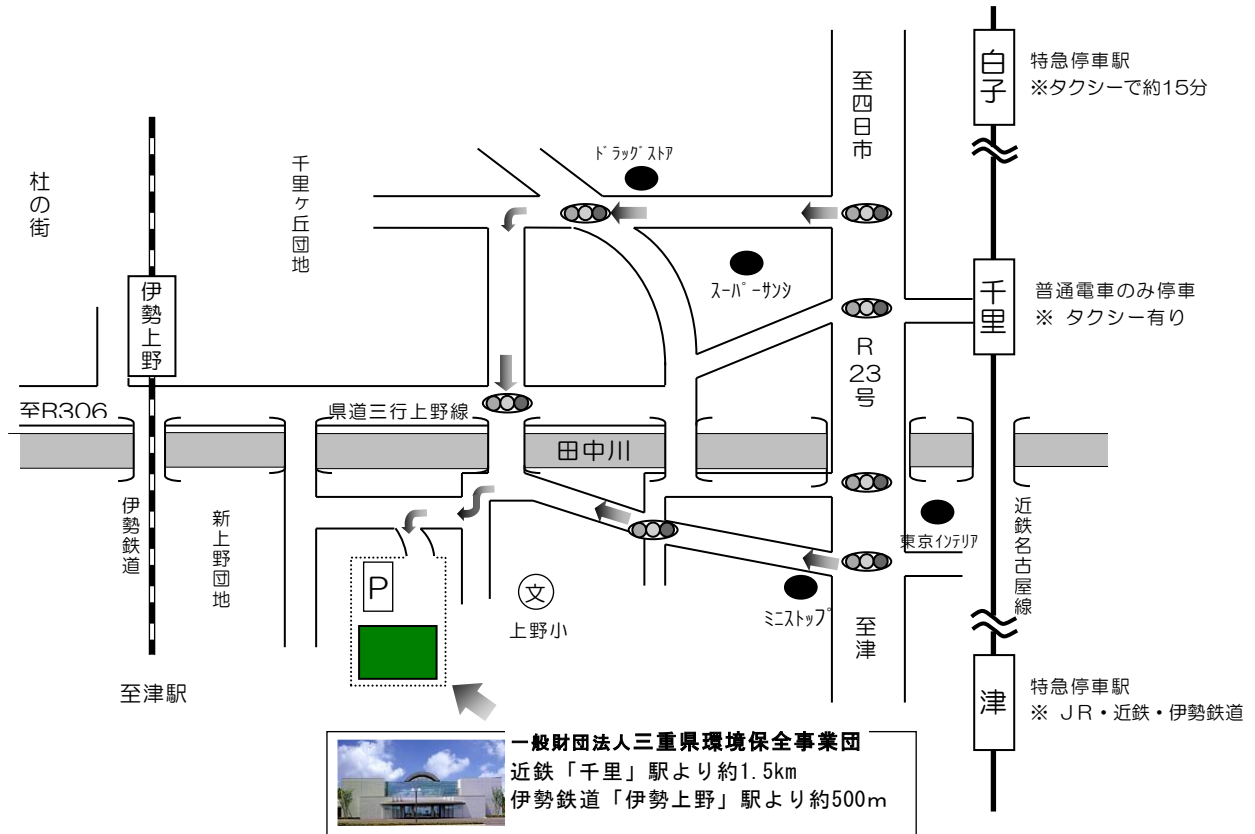 白子
特急停車駅
※タクシーで約15分
至四日市
ﾄﾞﾗｯｸﾞｽﾄｱ
千里ヶ丘団地
杜の街
伊勢上野
ｽｰﾊﾟｰｻﾝｼ
千里
普通電車のみ停車
※ タクシー有り
R
23
号
至R306
県道三行上野線
田中川
伊勢鉄道
新上野団地
東京ｲﾝﾃﾘｱ
近鉄名古屋線
P
文
上野小
ﾐﾆｽﾄｯﾌﾟ
至津
至津駅
津
特急停車駅
※ JR・近鉄・伊勢鉄道
一般財団法人三重県環境保全事業団
近鉄「千里」駅より約1.5km
伊勢鉄道「伊勢上野」駅より約500m